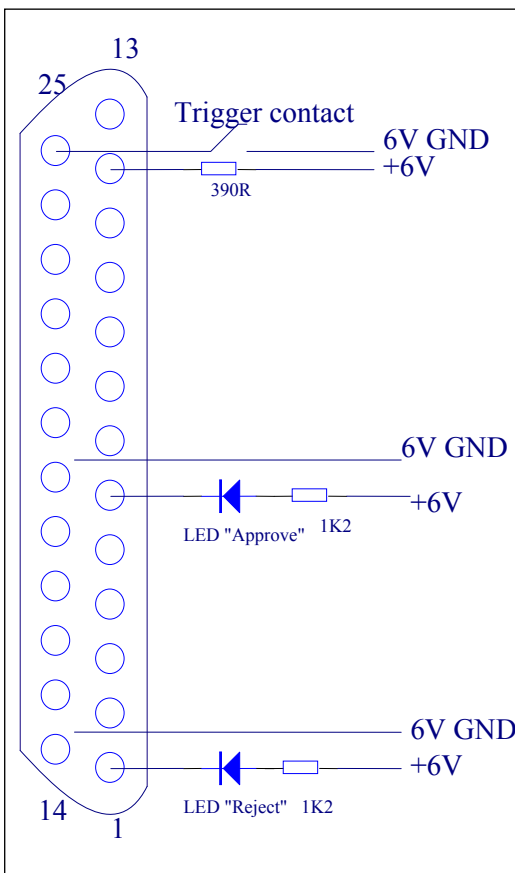 13
25
Trigger contact
6V GND
+6V
390R
6V GND
+6V
LED "Approve" 1K2
6V GND
+6V
LED "Reject" 1K2
14
1